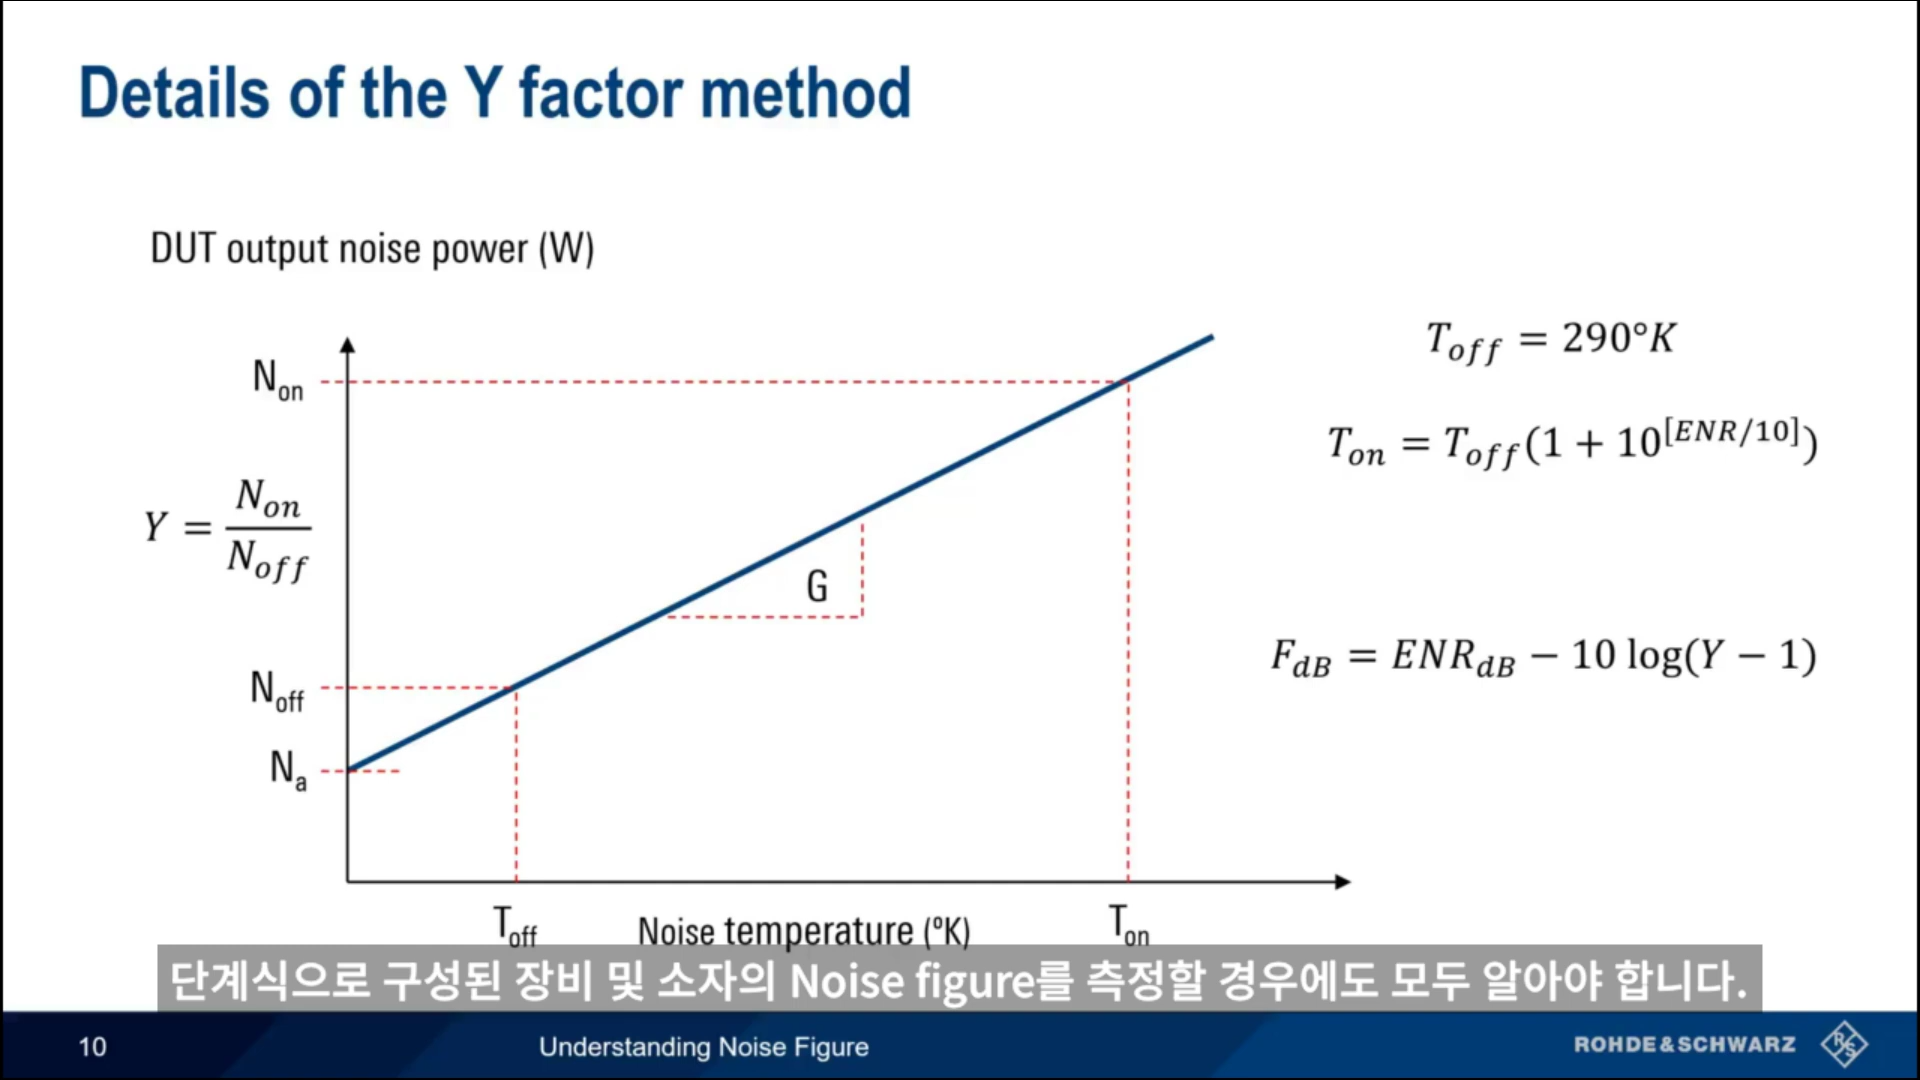 Details of the Y factor method
DUT output noise power (W)
N_on
Y = N_on / N_off
N_off
N_a
G
T_off = 290°K
T_on = T_off(1 + 10^[ENR/10])
F_dB = ENR_dB − 10 log(Y − 1)
T_off
Noise temperature (ºK)
T_on
단계식으로 구성된 장비 및 소자의 Noise figure를 측정할 경우에도 모두 알아야 합니다.
10
Understanding Noise Figure
ROHDE&SCHWARZ
R&S